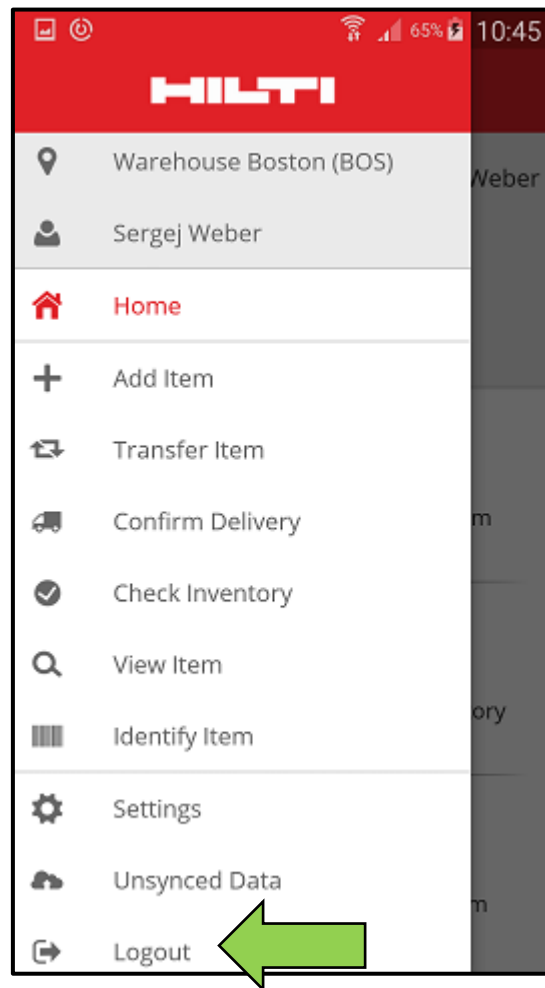 65% 10:45
HILTI
Warehouse Boston (BOS)
Weber
Sergej Weber
Home
Add Item
Transfer Item
Confirm Delivery
m
Check Inventory
View Item
ory
Identify Item
Settings
Unsynced Data
m
Logout